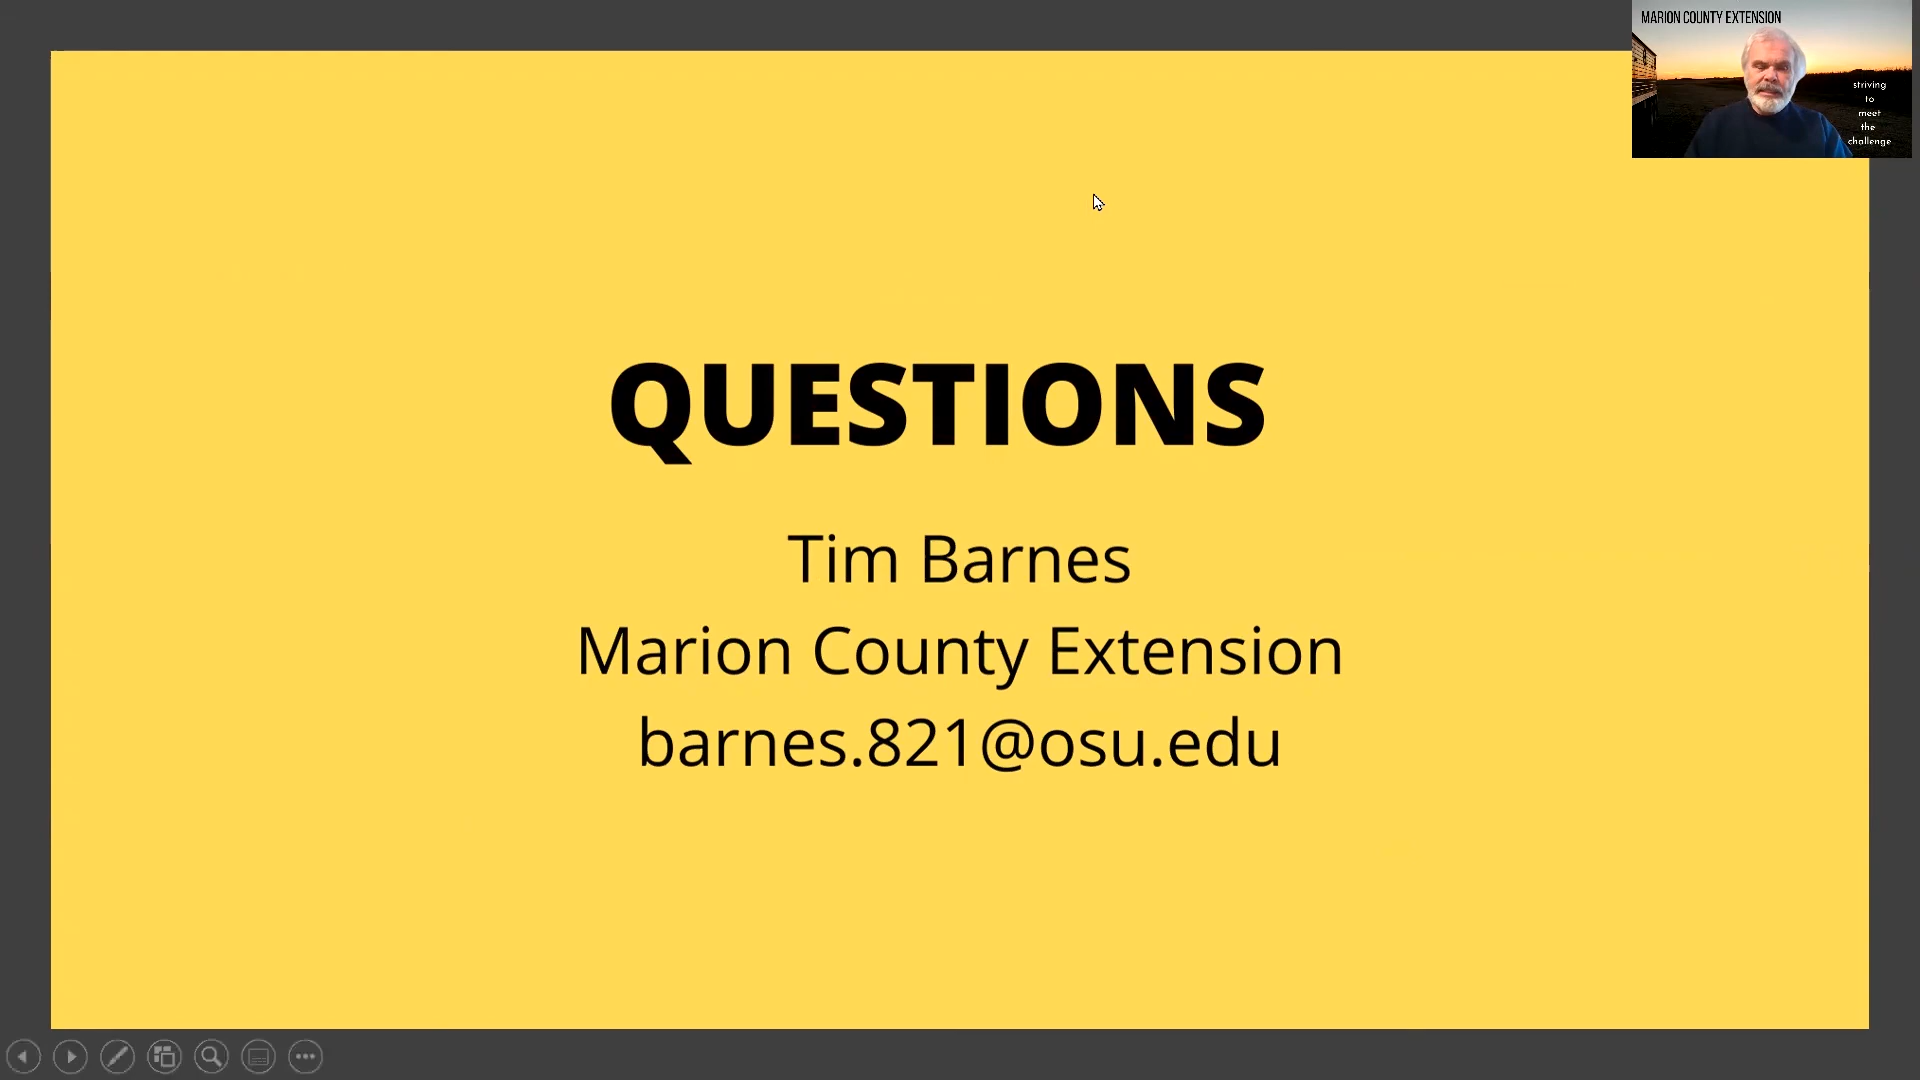 MARION COUNTY EXTENSION
striving
to
meet
the
challenge
QUESTIONS
Tim Barnes
Marion County Extension
barnes.821@osu.edu